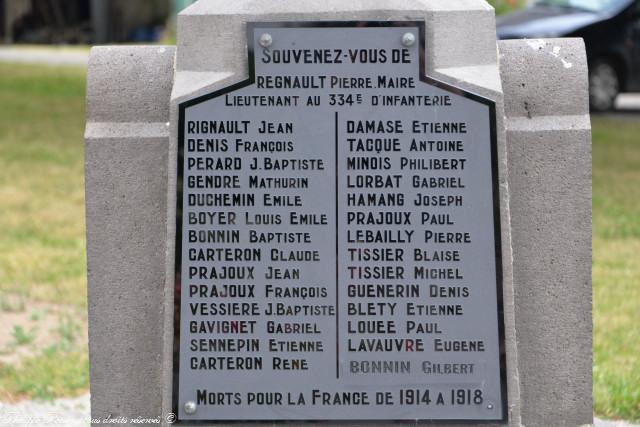 SOUVENEZ-VOUS DE
REGNAULT PIERRE.MAIRE
LIEUTENANT AU 334E D'INFANTERIE
RIGNAULT JEAN
DENIS FRANÇOIS
PERARD J.BAPTISTE
GENDRE MATHURIN
DUCHEMIN EMILE
BOYER LOUIS EMILE
BONNIN BAPTISTE
CARTERON CLAUDE
PRAJOUX JEAN
PRAJOUX FRANÇOIS
VESSIERE J.BAPTISTE
GAVIGNET GABRIEL
SENNEPIN ETIENNE
CARTERON RENE
DAMASE ETIENNE
TACQUE ANTOINE
MINOIS PHILIBERT
LORBAT GABRIEL
HAMANG JOSEPH
PRAJOUX PAUL
LEBAILLY PIERRE
TISSIER BLAISE
TISSIER MICHEL
GUENERIN DENIS
BLETY ETIENNE
LOUEE PAUL
LAVAUVRE EUGENE
BONNIN GILBERT
MORTS POUR LA FRANCE DE 1914 A 1918
droits réservés